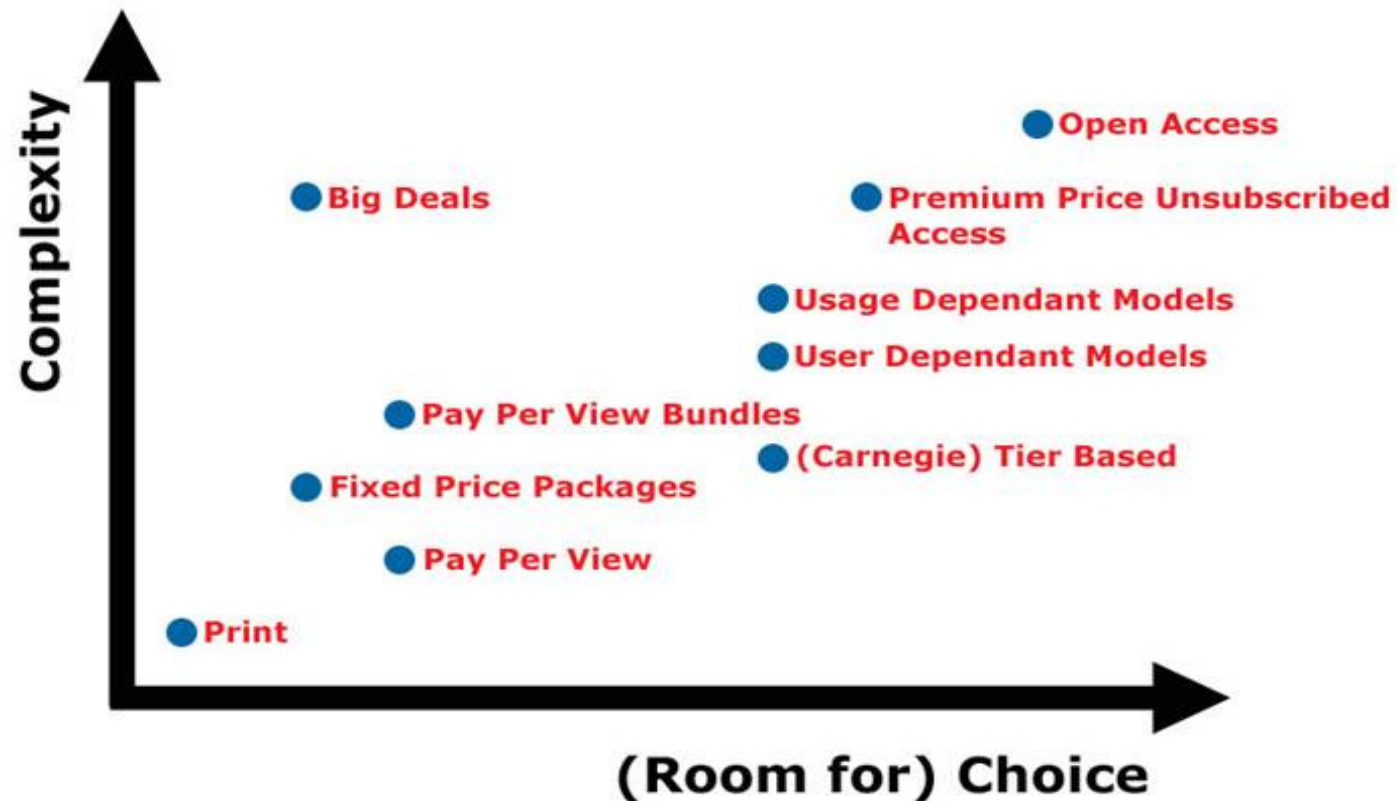 Complexity
Open Access
Big Deals
Premium Price Unsubscribed
Access
Usage Dependant Models
User Dependant Models
Pay Per View Bundles
(Carnegie) Tier Based
Fixed Price Packages
Pay Per View
Print
(Room for) Choice